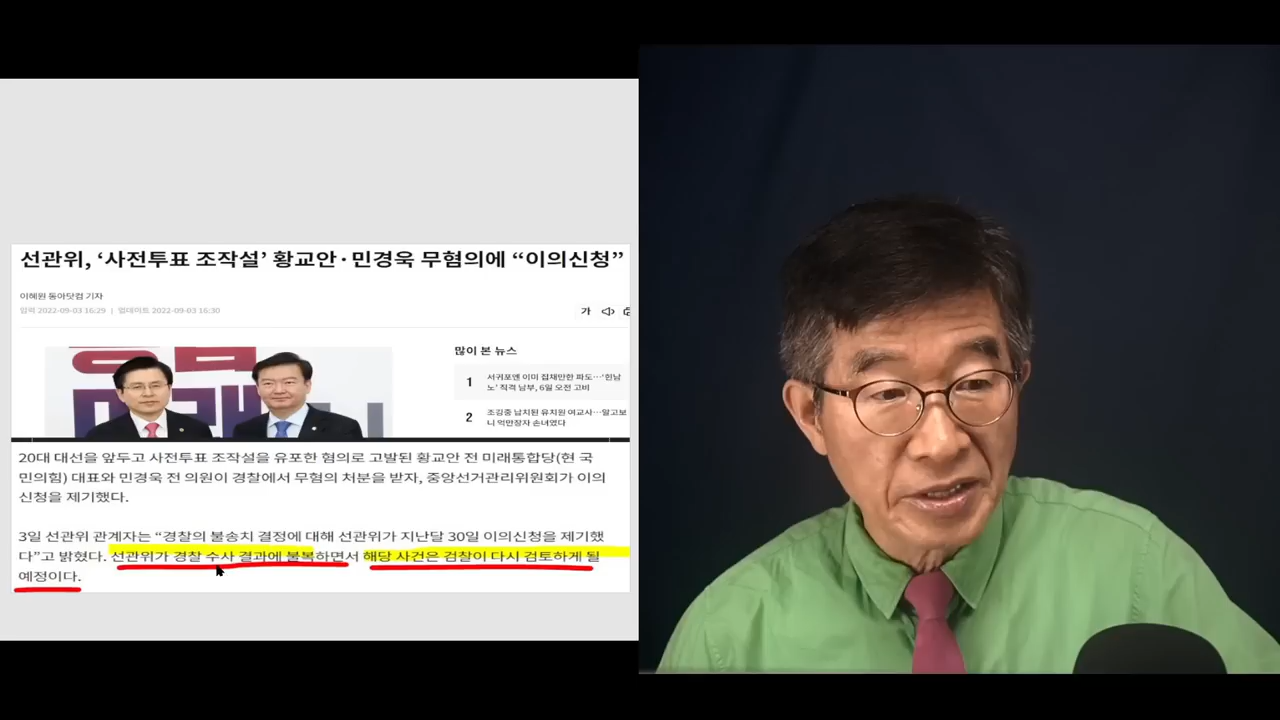 선관위, ‘사전투표 조작설’ 황교안·민경욱 무혐의에 “이의신청”
이혜원 동아닷컴 기자
입력 2022-09-03 16:29 | 업데이트 2022-09-03 16:30
가
많이 본 뉴스
1 서귀포엔 이미 집채만한 파도…‘힌남
노’ 직격 남부, 6일 오전 고비
2 조깅중 납치된 유치원 여교사…알고보
니 억만장자 손녀였다
20대 대선을 앞두고 사전투표 조작설을 유포한 혐의로 고발된 황교안 전 미래통합당(현 국
민의힘) 대표와 민경욱 전 의원이 경찰에서 무혐의 처분을 받자, 중앙선거관리위원회가 이의
신청을 제기했다.
3일 선관위 관계자는 “경찰의 불송치 결정에 대해 선관위가 지난달 30일 이의신청을 제기했
다”고 밝혔다. 선관위가 경찰 수사 결과에 불복하면서 해당 사건은 검찰이 다시 검토하게 될
예정이다.